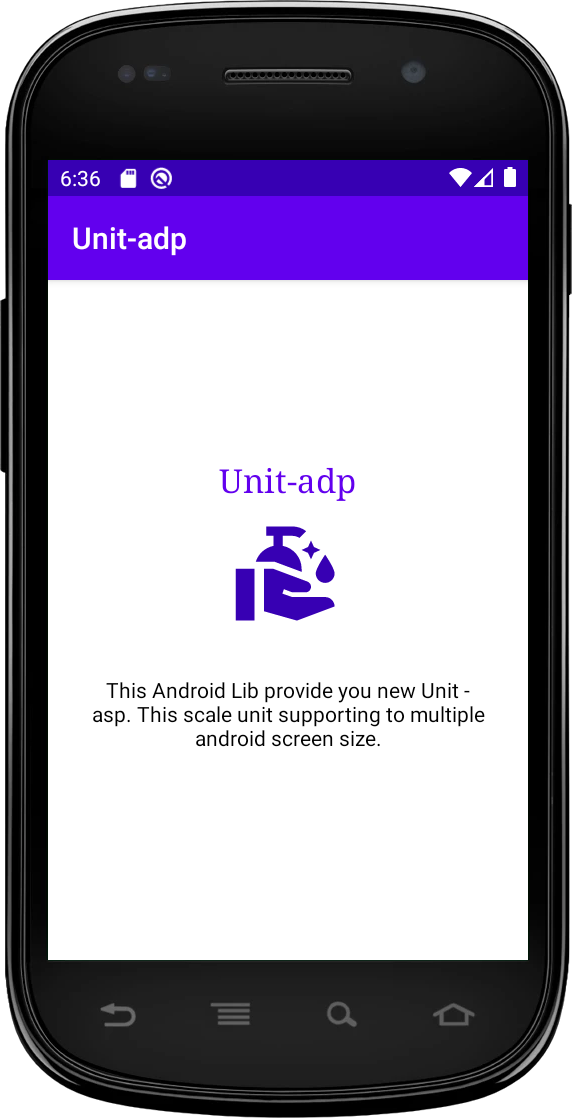 6:36
Unit-adp
Unit-adp
This Android Lib provide you new Unit -
asp. This scale unit supporting to multiple
android screen size.